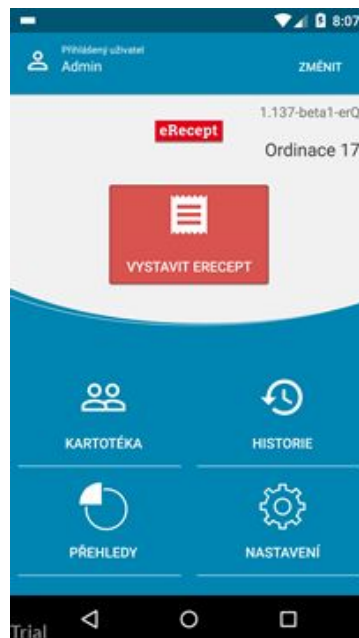 8:07
Přihlášený uživatel
Admin
ZMĚNIT
1.137-beta1-erQ
eRecept
Ordinace 17
VYSTAVIT ERECEPT
KARTOTÉKA
HISTORIE
PŘEHLEDY
NASTAVENÍ
Trial